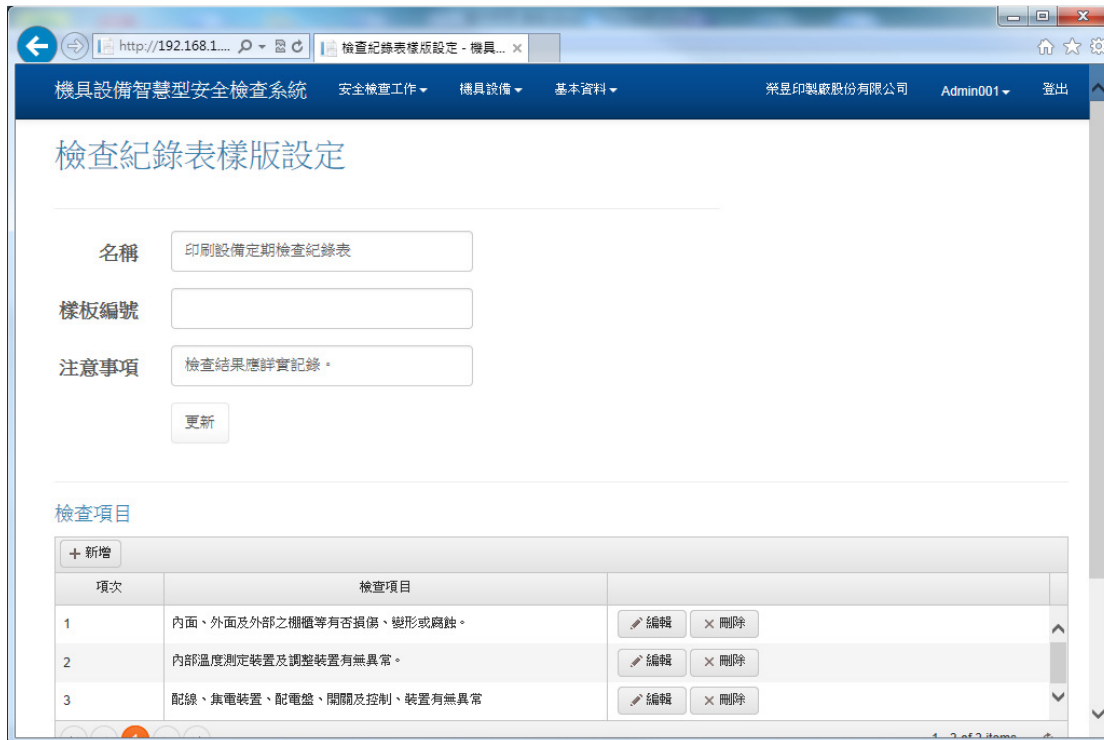 http://192.168.1....
檢查紀錄表樣版設定 - 機具...
機具設備智慧型安全檢查系統 安全檢查工作 機具設備 基本資料 榮昱印製廠股份有限公司 Admin001 登出
檢查紀錄表樣版設定
名稱 印刷設備定期檢查紀錄表
樣板編號
注意事項 檢查結果應詳實記錄。
更新
檢查項目
+ 新增
項次 檢查項目
1 內面、外面及外部之棚櫃等有否損傷、變形或腐蝕。 編輯 刪除
2 內部溫度測定裝置及調整裝置有無異常。 編輯 刪除
3 配線、集電裝置、配電盤、開關及控制、裝置有無異常 編輯 刪除
1 - 3 of 3 items